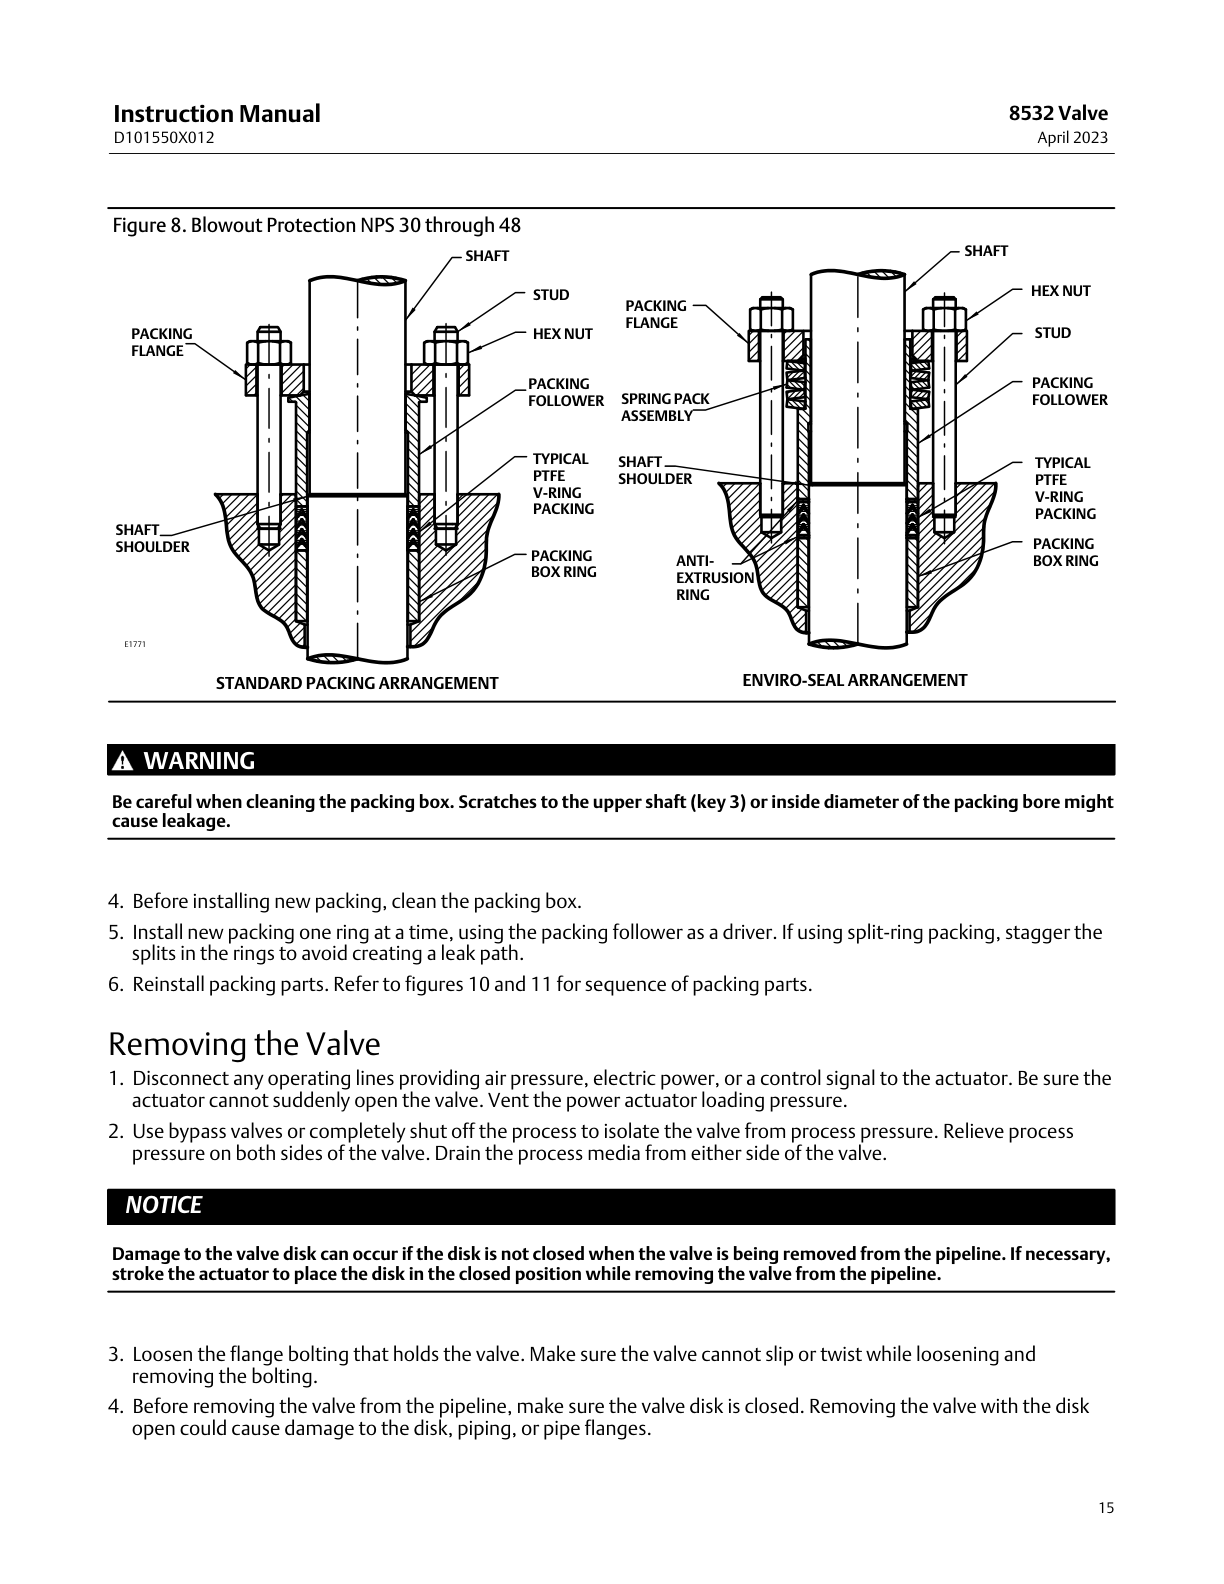 Instruction Manual
D101550X012
8532 Valve
April 2023
Figure 8. Blowout Protection NPS 30 through 48
SHAFT
STUD
HEX NUT
PACKING
FLANGE
PACKING
FOLLOWER
TYPICAL
PTFE
V-RING
PACKING
SHAFT
SHOULDER
PACKING
BOX RING
E1771
STANDARD PACKING ARRANGEMENT
SHAFT
HEX NUT
PACKING
FLANGE
STUD
PACKING
FOLLOWER
SPRING PACK
ASSEMBLY
SHAFT
SHOULDER
TYPICAL
PTFE
V-RING
PACKING
ANTI-
EXTRUSION
RING
PACKING
BOX RING
ENVIRO-SEAL ARRANGEMENT
WARNING
Be careful when cleaning the packing box. Scratches to the upper shaft (key 3) or inside diameter of the packing bore might
cause leakage.
4. Before installing new packing, clean the packing box.
5. Install new packing one ring at a time, using the packing follower as a driver. If using split-ring packing, stagger the
splits in the rings to avoid creating a leak path.
6. Reinstall packing parts. Refer to figures 10 and 11 for sequence of packing parts.
Removing the Valve
1. Disconnect any operating lines providing air pressure, electric power, or a control signal to the actuator. Be sure the
actuator cannot suddenly open the valve. Vent the power actuator loading pressure.
2. Use bypass valves or completely shut off the process to isolate the valve from process pressure. Relieve process
pressure on both sides of the valve. Drain the process media from either side of the valve.
NOTICE
Damage to the valve disk can occur if the disk is not closed when the valve is being removed from the pipeline. If necessary,
stroke the actuator to place the disk in the closed position while removing the valve from the pipeline.
3. Loosen the flange bolting that holds the valve. Make sure the valve cannot slip or twist while loosening and
removing the bolting.
4. Before removing the valve from the pipeline, make sure the valve disk is closed. Removing the valve with the disk
open could cause damage to the disk, piping, or pipe flanges.
15